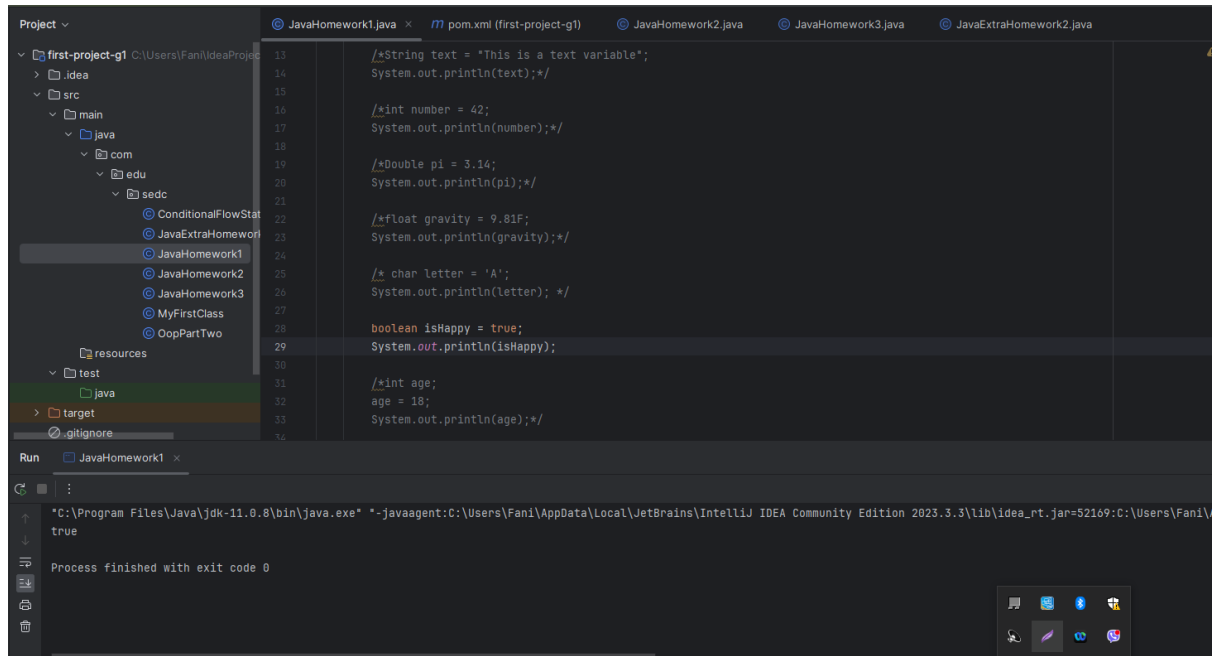 Project
JavaHomework1.java
m pom.xml (first-project-g1)
JavaHomework2.java
JavaHomework3.java
JavaExtraHomework2.java
first-project-g1 C:\Users\Fani\IdeaProjec
.idea
src
main
java
com
edu
sedc
ConditionalFlowStat
JavaExtraHomework
JavaHomework1
JavaHomework2
JavaHomework3
MyFirstClass
OopPartTwo
resources
test
java
target
.gitignore
13 /*String text = "This is a text variable";
14 System.out.println(text);*/
15
16 /*int number = 42;
17 System.out.println(number);*/
18
19 /*Double pi = 3.14;
20 System.out.println(pi);*/
21
22 /*float gravity = 9.81F;
23 System.out.println(gravity);*/
24
25 /* char letter = 'A';
26 System.out.println(letter); */
27
28 boolean isHappy = true;
29 System.out.println(isHappy);
30
31 /*int age;
32 age = 18;
33 System.out.println(age);*/
34
Run JavaHomework1
"C:\Program Files\Java\jdk-11.0.8\bin\java.exe" "-javaagent:C:\Users\Fani\AppData\Local\JetBrains\IntelliJ IDEA Community Edition 2023.3.3\lib\idea_rt.jar=52169:C:\Users\Fani\
true
Process finished with exit code 0